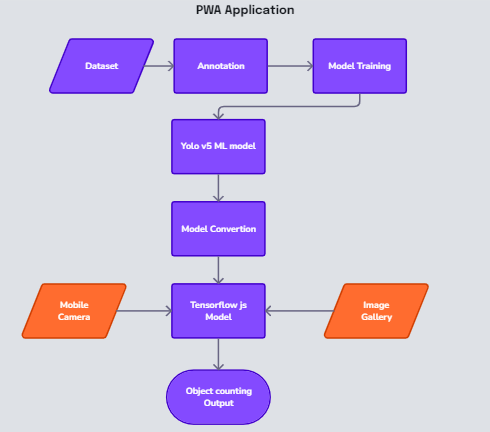 PWA Application
Dataset
Annotation
Model Training
Yolo v5 ML model
Model Convertion
Mobile
Camera
Tensorflow js
Model
Image
Gallery
Object counting
Output